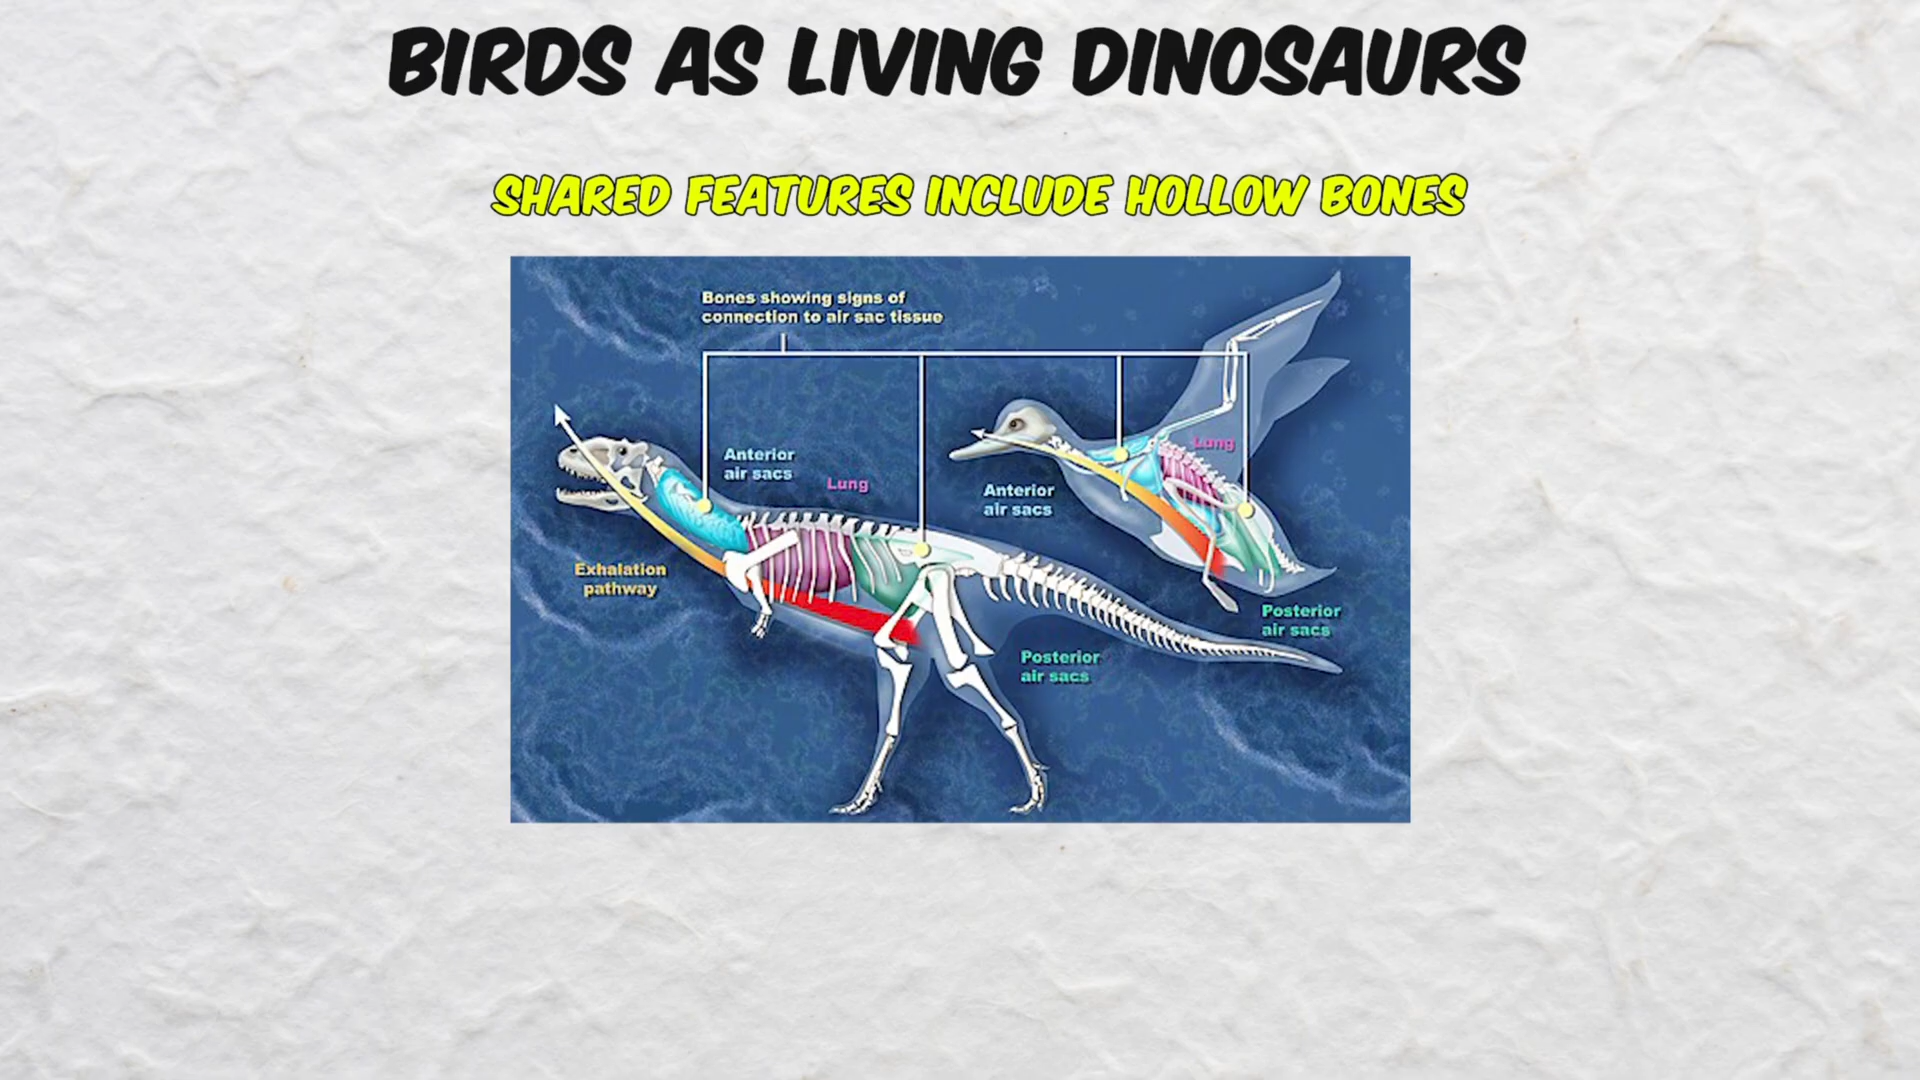 BIRDS AS LIVING DINOSAURS
SHARED FEATURES INCLUDE HOLLOW BONES
Bones showing signs of
connection to air sac tissue
Anterior
air sacs
Lung
Exhalation
pathway
Posterior
air sacs
Anterior
air sacs
Lung
Posterior
air sacs